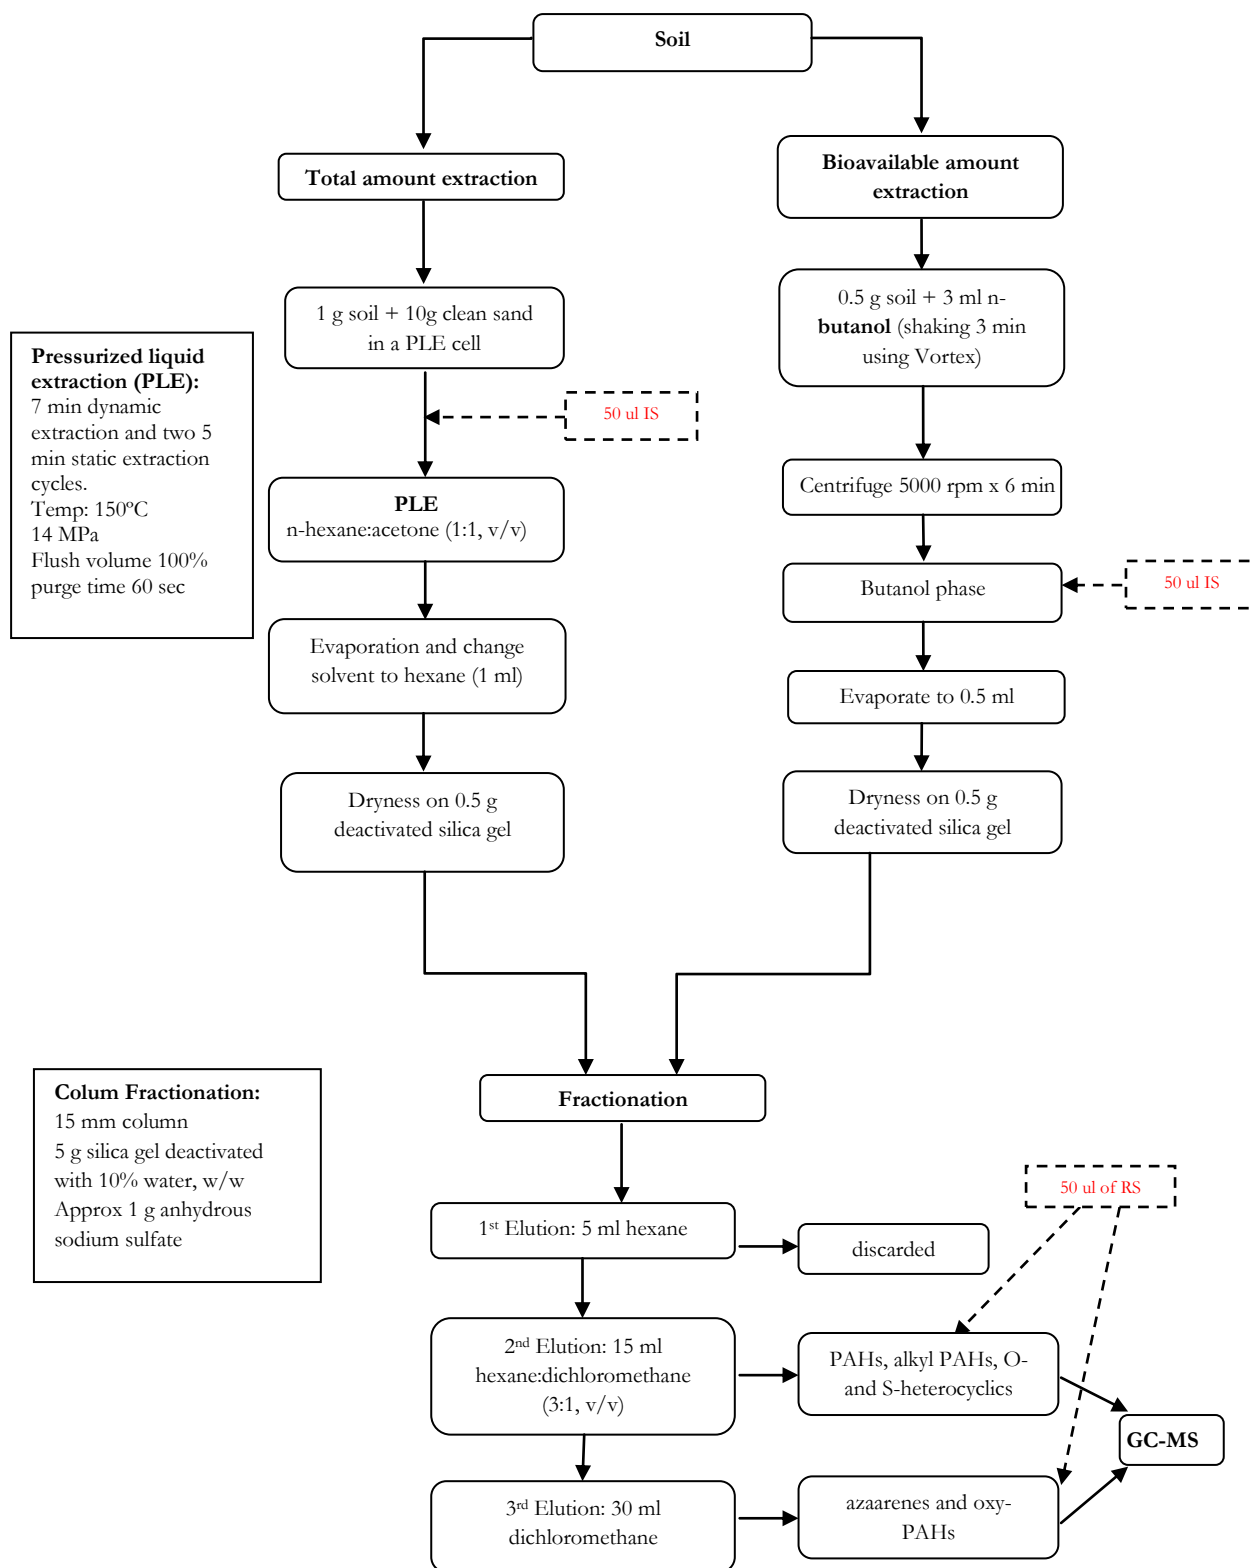 Soil
Total amount extraction
Bioavailable amount
extraction
1 g soil + 10g clean sand
in a PLE cell
0.5 g soil + 3 ml n-
butanol (shaking 3 min
using Vortex)
Pressurized liquid
extraction (PLE):
7 min dynamic
extraction and two 5
min static extraction
cycles.
Temp: 150ºC
14 MPa
Flush volume 100%
purge time 60 sec
50 ul IS
PLE
n-hexane:acetone (1:1, v/v)
Centrifuge 5000 rpm x 6 min
Butanol phase
50 ul IS
Evaporation and change
solvent to hexane (1 ml)
Evaporate to 0.5 ml
Dryness on 0.5 g
deactivated silica gel
Dryness on 0.5 g
deactivated silica gel
Colum Fractionation:
15 mm column
5 g silica gel deactivated
with 10% water, w/w
Approx 1 g anhydrous
sodium sulfate
Fractionation
50 ul of RS
1st Elution: 5 ml hexane
discarded
2nd Elution: 15 ml
hexane:dichloromethane
(3:1, v/v)
PAHs, alkyl PAHs, O-
and S-heterocyclics
GC-MS
3rd Elution: 30 ml
dichloromethane
azaarenes and oxy-
PAHs